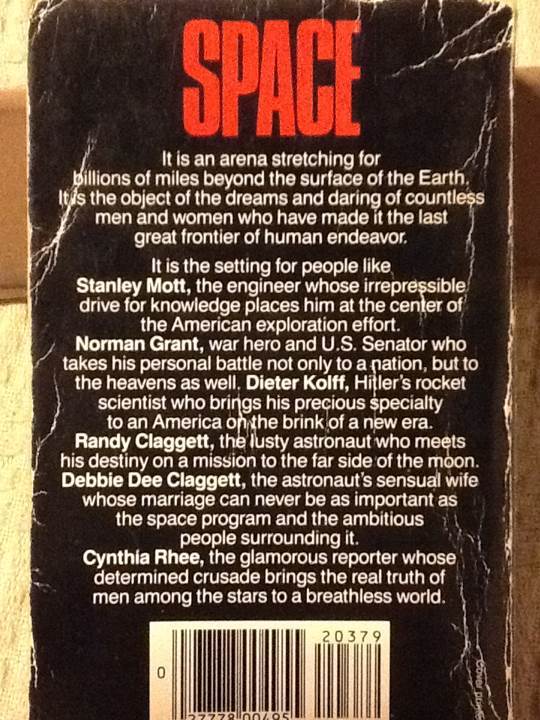 SPACE
It is an arena stretching for
billions of miles beyond the surface of the Earth.
It is the object of the dreams and daring of countless
men and women who have made it the last
great frontier of human endeavor.
It is the setting for people like
Stanley Mott, the engineer whose irrepressible
drive for knowledge places him at the center of
the American exploration effort.
Norman Grant, war hero and U.S. Senator who
takes his personal battle not only to a nation, but to
the heavens as well. Dieter Kolff, Hitler's rocket
scientist who brings his precious specialty
to an America on the brink of a new era.
Randy Claggett, the lusty astronaut who meets
his destiny on a mission to the far side of the moon.
Debbie Dee Claggett, the astronaut's sensual wife
whose marriage can never be as important as
the space program and the ambitious
people surrounding it.
Cynthia Rhee, the glamorous reporter whose
determined crusade brings the real truth of
men among the stars to a breathless world.
20379
0
27778 00495
Cover